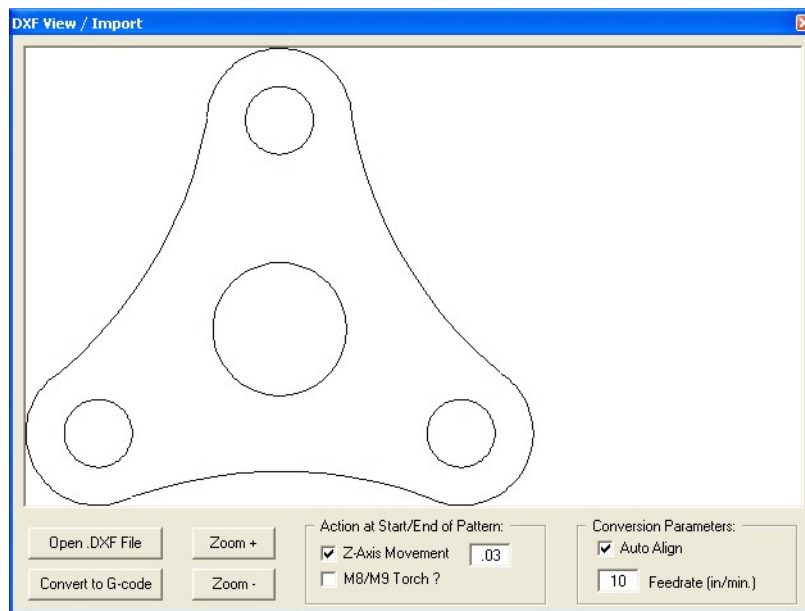 DXF View / Import
Open .DXF File
Zoom +
Action at Start/End of Pattern:
Z-Axis Movement .03
M8/M9 Torch ?
Conversion Parameters:
Auto Align
Convert to G-code
Zoom -
10 Feedrate (in/min.)